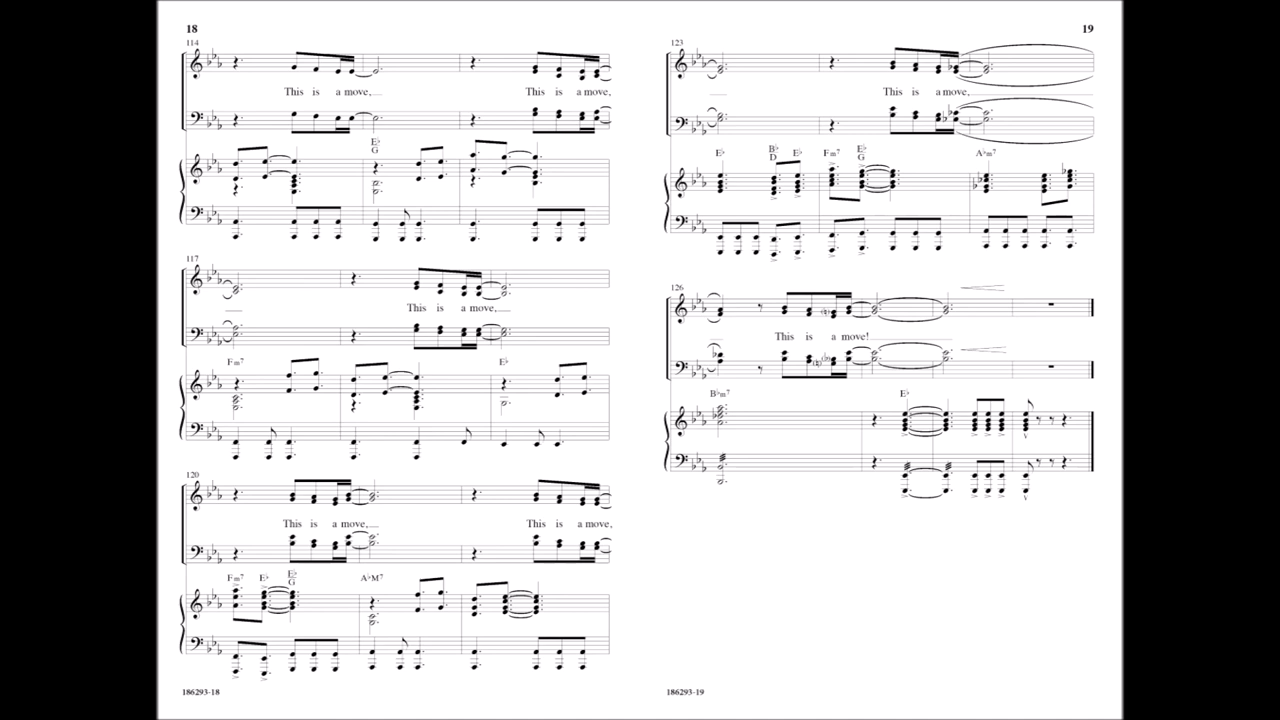 18
114
This is a move,
This is a move,
E♭
G
117
This is a move,
Fm7 E♭
120
This is a move,
This is a move,
Fm7 E♭ E♭
G
A♭M7
186293-18
19
123
This is a move,
E♭ B♭
D
E♭ Fm7 E♭
G
A♭m7
126
This is a move!
B♭m7 E♭
186293-19